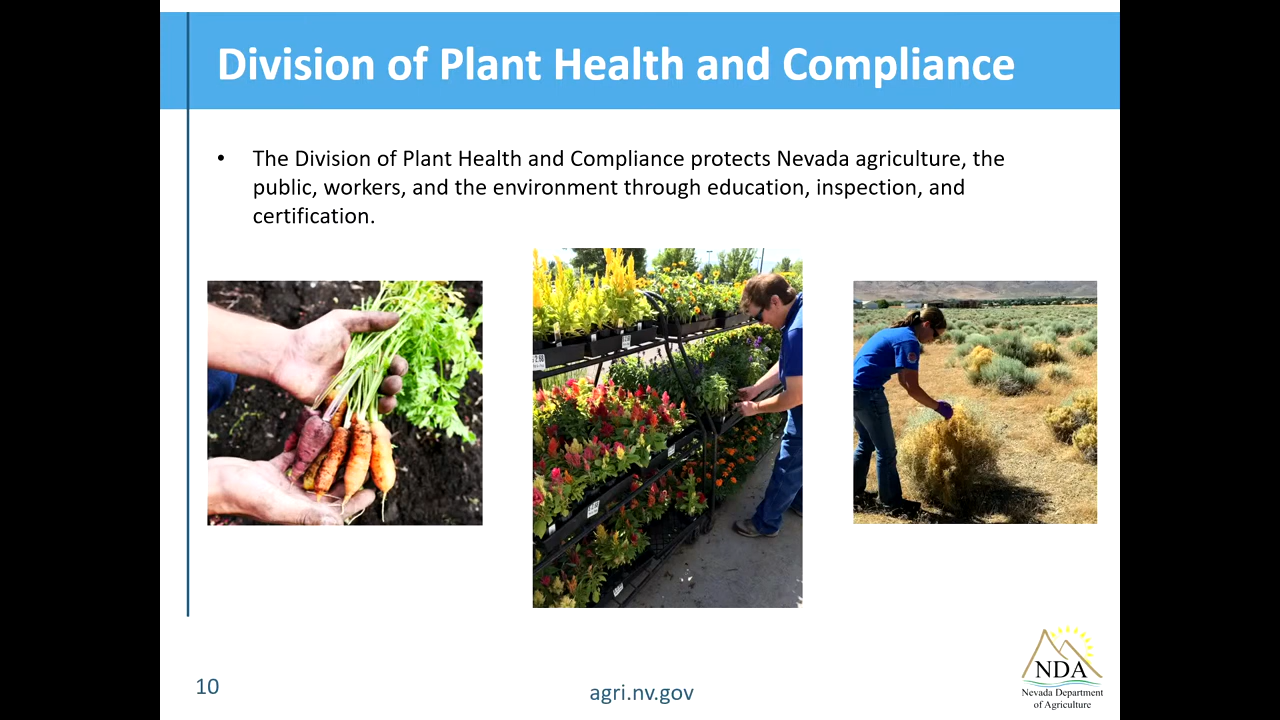 Division of Plant Health and Compliance
• The Division of Plant Health and Compliance protects Nevada agriculture, the
public, workers, and the environment through education, inspection, and
certification.
NDA
Nevada Department
of Agriculture
10
agri.nv.gov